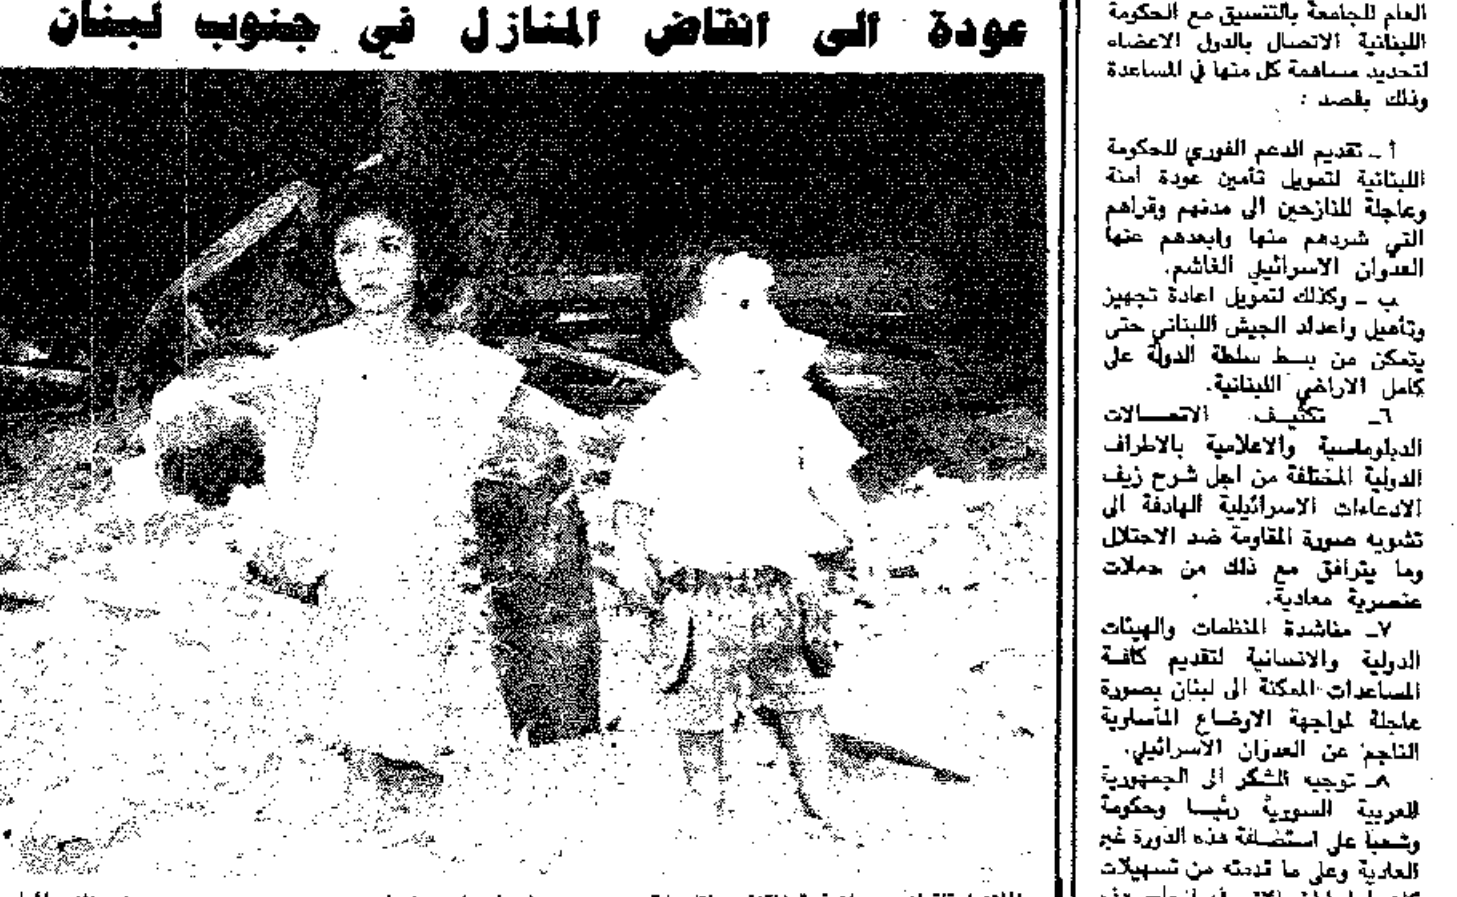 عودة الى انقاض المنازل في جنوب لبنان
العام للجامعة بالتنسيق مع الحكومة
اللبنانية الاتصال بالدول الاعضاء
لتحديد مساهمة كل منها في المساعدة
وذلك بقصد :
أ ـ تقديم الدعم الفوري للحكومة
اللبنانية لتمويل تأمين عودة امنة
وعاجلة للنازحين الى مدنهم وقراهم
التي شردهم منها وابعدهم عنها
العدوان الاسرائيلي الغاشم.
ب ـ وكذلك لتمويل اعادة تجهيز
وتأهيل واعداد الجيش اللبناني حتى
يتمكن من بسط سلطة الدولة على
كامل الاراضي اللبنانية.
٦ـ تكثيف الاتصالات
الدبلوماسية والاعلامية بالاطراف
الدولية المختلفة من اجل شرح زيف
الادعاءات الاسرائيلية الهادفة الى
تشويه صورة المقاومة ضد الاحتلال
وما يترافق مع ذلك من حملات
عنصرية معادية.
٧ـ مناشدة المنظمات والهيئات
الدولية والانسانية لتقديم كافة
المساعدات الممكنة الى لبنان بصورة
عاجلة لمواجهة الاوضاع المأساوية
الناجم عن العدوان الاسرائيلي.
٨ـ توجيه الشكر الى الجمهورية
العربية السورية رئيسا وحكومة
وشعبا على استضافة هذه الدورة غير
العادية وعلى ما قدمته من تسهيلات